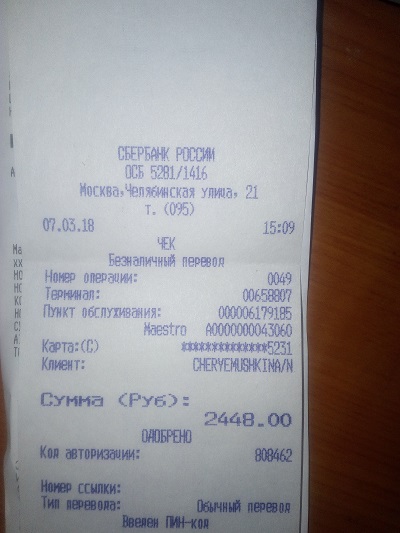 СБЕРБАНК РОССИИ
ОСБ 5281/1416
Москва,Челябинская улица, 21
т. (095)
07.03.18 15:09
ЧЕК
Безналичный перевод
Номер операции: 0049
Терминал: 00658807
Пункт обслуживания: 000006179185
Maestro A0000000043060
Карта:(C) **************5231
Клиент: CHERYEMUSHKINA/N
Сумма (Руб):
2448.00
ОДОБРЕНО
Код авторизации: 808462
Номер ссылки:
Тип перевода: Обычный перевод
Введен ПИН-код